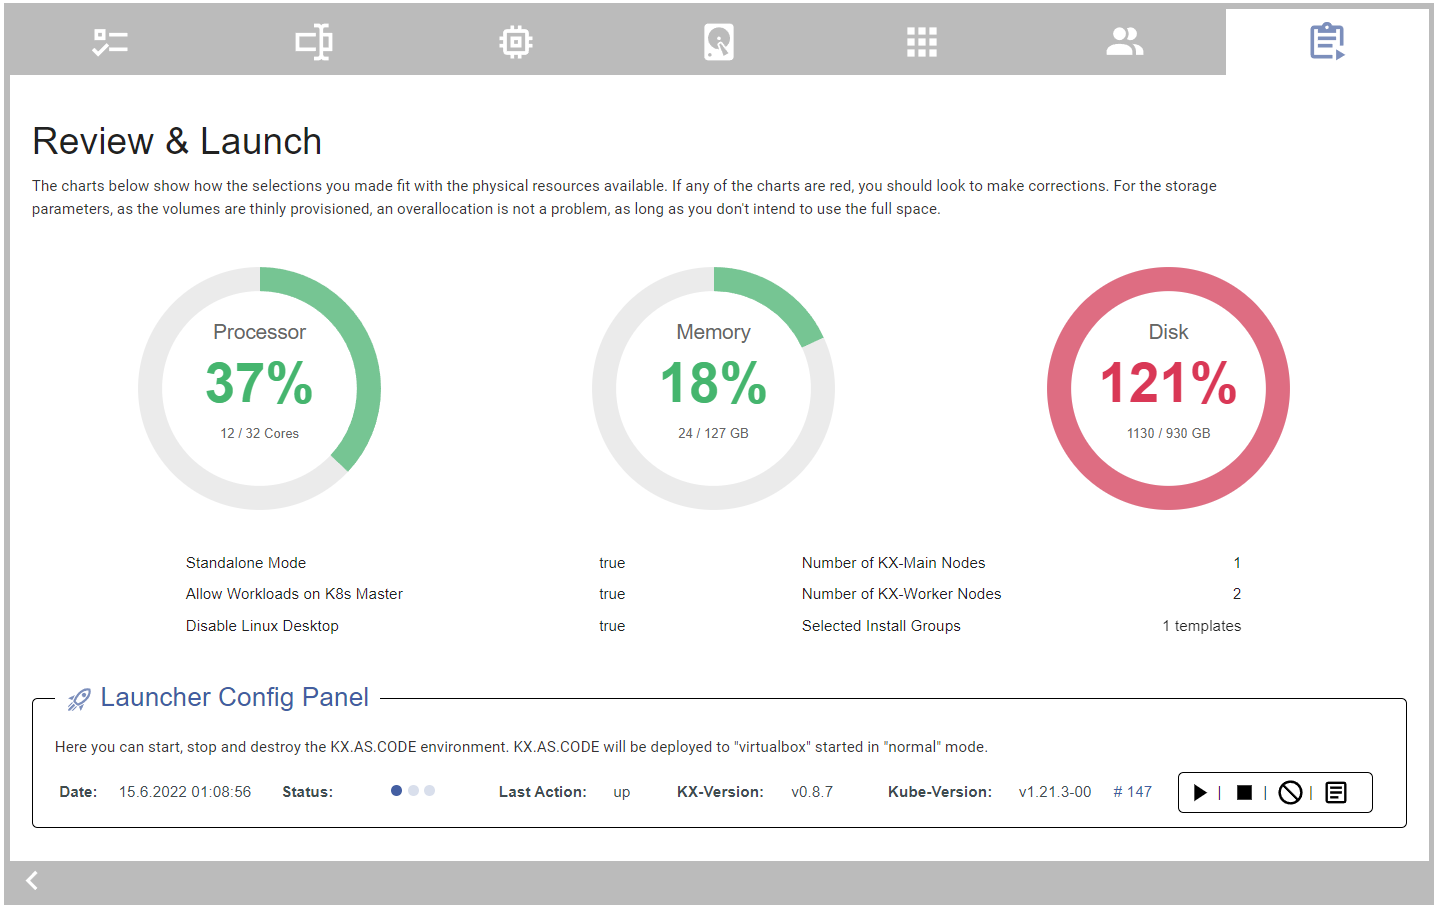 Review & Launch
The charts below show how the selections you made fit with the physical resources available. If any of the charts are red, you should look to make corrections. For the storage
parameters, as the volumes are thinly provisioned, an overallocation is not a problem, as long as you don't intend to use the full space.
Processor
37%
12 / 32 Cores
Memory
18%
24 / 127 GB
Disk
121%
1130 / 930 GB
Standalone Mode true Number of KX-Main Nodes 1
Allow Workloads on K8s Master true Number of KX-Worker Nodes 2
Disable Linux Desktop true Selected Install Groups 1 templates
Launcher Config Panel
Here you can start, stop and destroy the KX.AS.CODE environment. KX.AS.CODE will be deployed to "virtualbox" started in "normal" mode.
Date: 15.6.2022 01:08:56 Status: Last Action: up KX-Version: v0.8.7 Kube-Version: v1.21.3-00 # 147 | | |